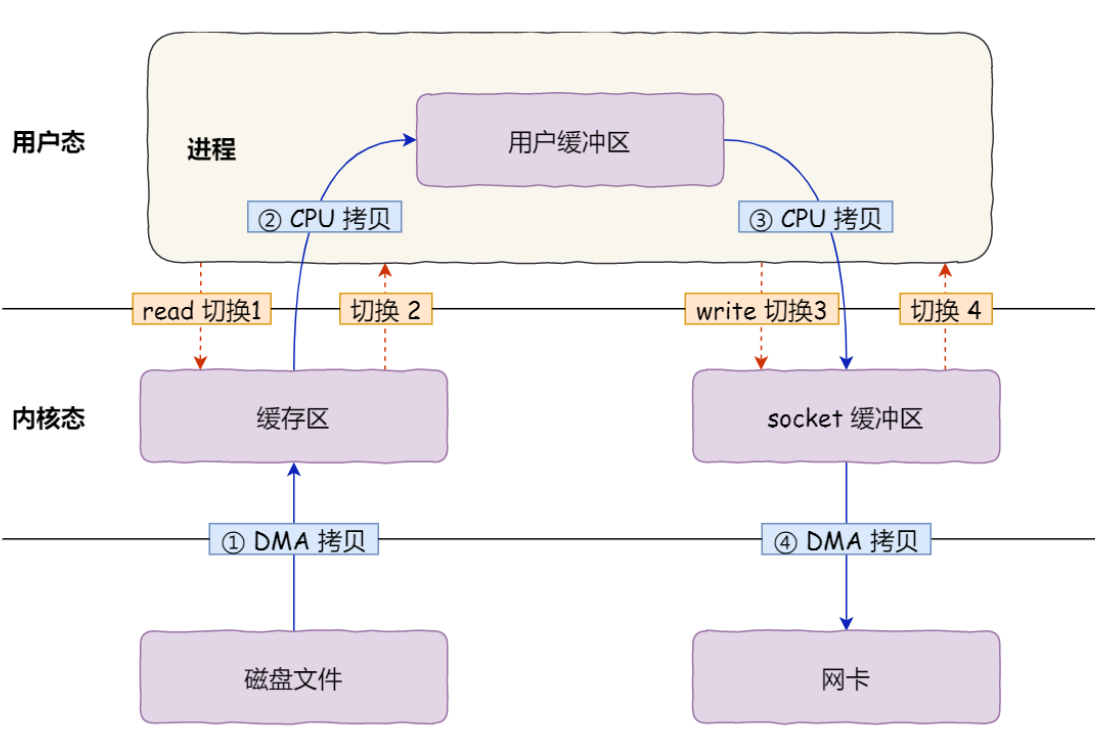 用户态
进程
用户缓冲区
② CPU 拷贝
③ CPU 拷贝
read 切换1
切换 2
write 切换3
切换 4
内核态
缓存区
socket 缓冲区
① DMA 拷贝
④ DMA 拷贝
磁盘文件
网卡